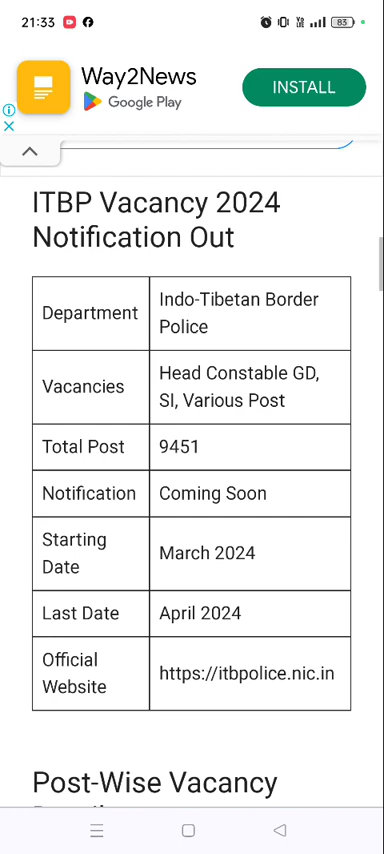 21:33
83
Way2News
Google Play
INSTALL
ITBP Vacancy 2024
Notification Out
Department
Indo-Tibetan Border
Police
Vacancies
Head Constable GD,
SI, Various Post
Total Post
9451
Notification
Coming Soon
Starting
Date
March 2024
Last Date
April 2024
Official
Website
https://itbpolice.nic.in
Post-Wise Vacancy